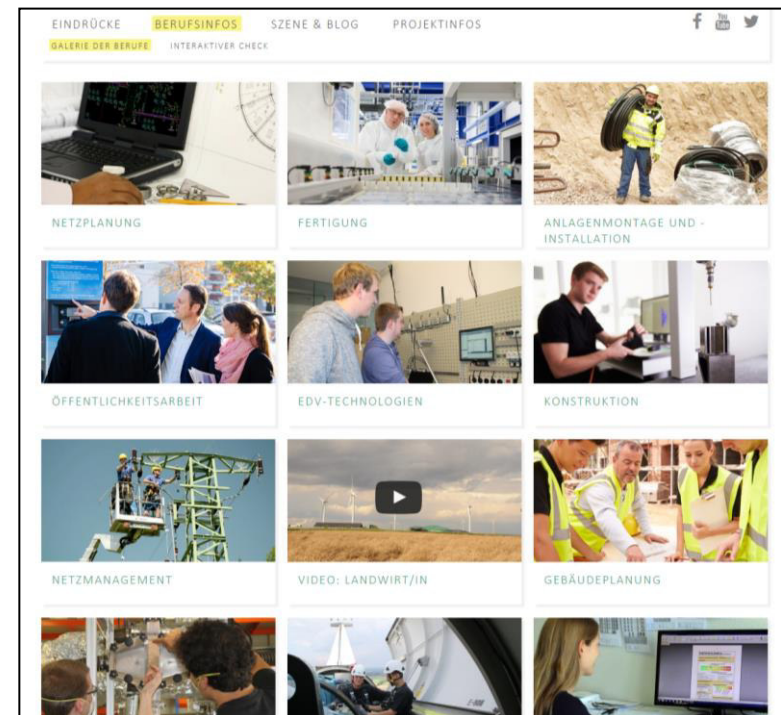 EINDRÜCKE BERUFSINFOS SZENE & BLOG PROJEKTINFOS
GALERIE DER BERUFE INTERAKTIVER CHECK
NETZPLANUNG
FERTIGUNG
ANLAGENMONTAGE UND -
INSTALLATION
ÖFFENTLICHKEITSARBEIT
EDV-TECHNOLOGIEN
KONSTRUKTION
NETZMANAGEMENT
VIDEO: LANDWIRT/IN
GEBÄUDEPLANUNG